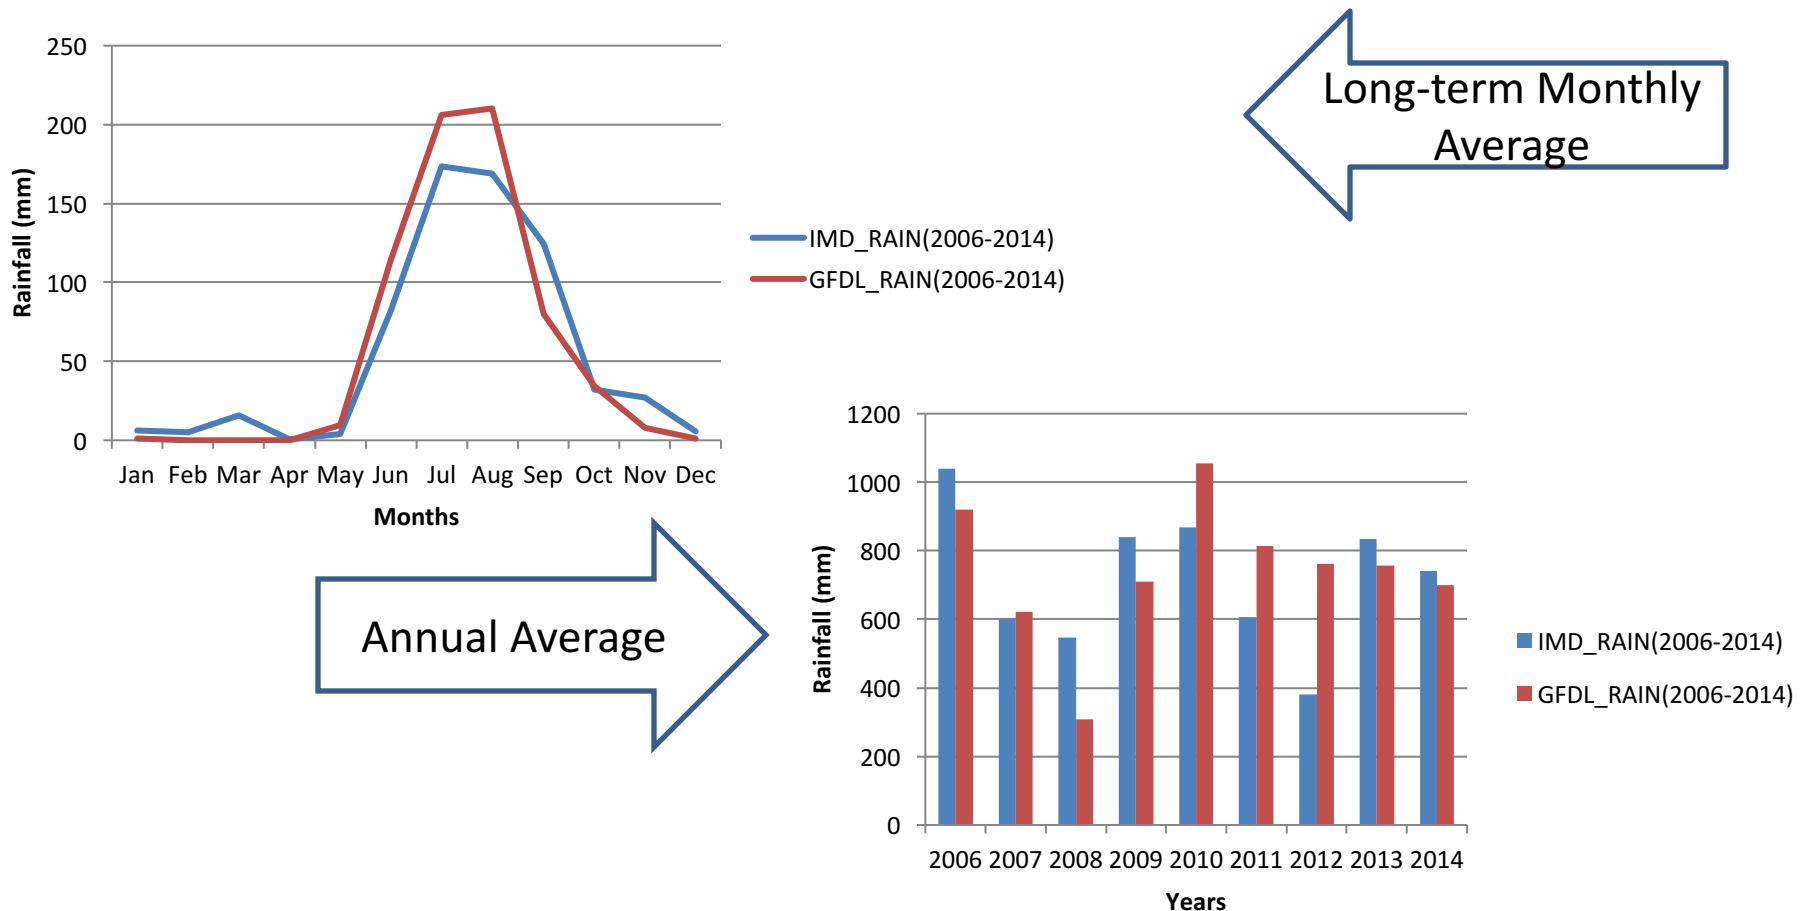 250
200
150
100
50
0
Rainfall (mm)
Jan Feb Mar Apr May Jun Jul Aug Sep Oct Nov Dec
Months
IMD_RAIN(2006-2014)
GFDL_RAIN(2006-2014)
Long-term Monthly
Average
Annual Average
1200
1000
800
600
400
200
0
Rainfall (mm)
2006 2007 2008 2009 2010 2011 2012 2013 2014
Years
IMD_RAIN(2006-2014)
GFDL_RAIN(2006-2014)